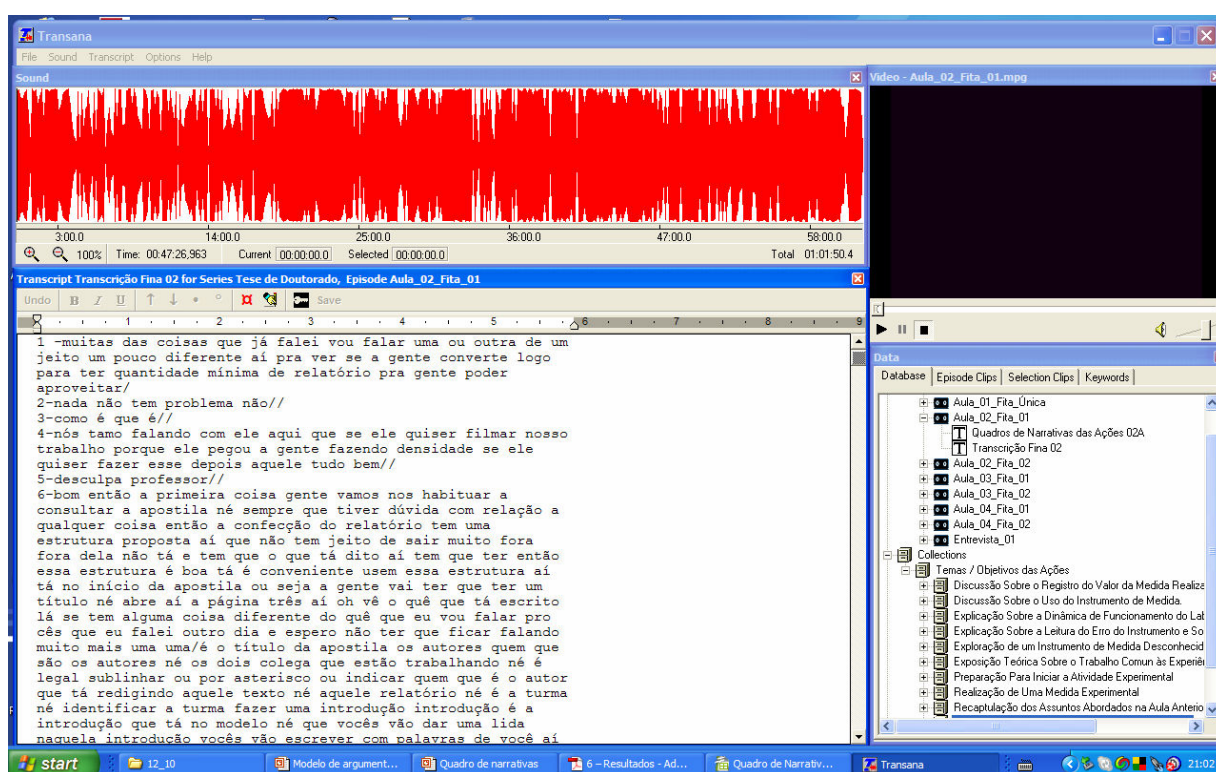 Transana
File Sound Transcript Options Help
Sound
3:00.0 14:00.0 25:00.0 36:00.0 47:00.0 58:00.0
100% Time: 00:47:26,963 Current 00:00:00.0 Selected 00:00:00.0 Total 01:01:50.4
Transcript Transcrição Fina 02 for Series Tese de Doutorado, Episode Aula_02_Fita_01
Undo B I U Save
1 2 3 4 5 6 7 8 9
1 -muitas das coisas que já falei vou falar uma ou outra de um
jeito um pouco diferente aí pra ver se a gente converte logo
para ter quantidade mínima de relatório pra gente poder
aproveitar/
2-nada não tem problema não//
3-como é que é//
4-nós tamo falando com ele aqui que se ele quiser filmar nosso
trabalho porque ele pegou a gente fazendo densidade se ele
quiser fazer esse depois aquele tudo bem//
5-desculpa professor//
6-bom então a primeira coisa gente vamos nos habituar a
consultar a apostila né sempre que tiver dúvida com relação a
qualquer coisa então a confecção do relatório tem uma
estrutura proposta aí que não tem jeito de sair muito fora
fora dela não tá e tem que o que tá dito aí tem que ter então
essa estrutura é boa tá é conveniente usem essa estrutura aí
tá no início da apostila ou seja a gente vai ter que ter um
título né abre aí a página três aí oh vê o quê que tá escrito
lá se tem alguma coisa diferente do quê que eu vou falar pro
cês que eu falei outro dia e espero não ter que ficar falando
muito mais uma uma/é o título da apostila os autores quem que
são os autores né os dois colega que estão trabalhando né é
legal sublinhar ou por asterisco ou indicar quem que é o autor
que tá redigindo aquele texto né aquele relatório né é a turma
né identificar a turma fazer uma introdução introdução é a
introdução que tá no modelo né que vocês vão dar uma lida
naquela introdução vocês vão escrever com palavras de você aí
Video - Aula_02_Fita_01.mpg
Data
Database Episode Clips Selection Clips Keywords
Aula_01_Fita_Única
Aula_02_Fita_01
Quadros de Narrativas das Ações 02A
Transcrição Fina 02
Aula_02_Fita_02
Aula_03_Fita_01
Aula_03_Fita_02
Aula_04_Fita_01
Aula_04_Fita_02
Entrevista_01
Collections
Temas / Objetivos das Ações
Discussão Sobre o Registro do Valor da Medida Realiza
Discussão Sobre o Uso do Instrumento de Medida.
Explicação Sobre a Dinâmica de Funcionamento do Lab
Explicação Sobre a Leitura do Erro do Instrumento e So
Exploração de um Instrumento de Medida Desconhecid
Exposição Teórica Sobre o Trabalho Comun às Experiên
Preparação Para Iniciar a Atividade Experimental
Realização de Uma Medida Experimental
Recaptulação dos Assuntos Abordados na Aula Anterio
start 12_10 Modelo de argument... Quadro de narrativas 6 – Resultados - Ad... Quadro de Narrativ... Transana 21:02